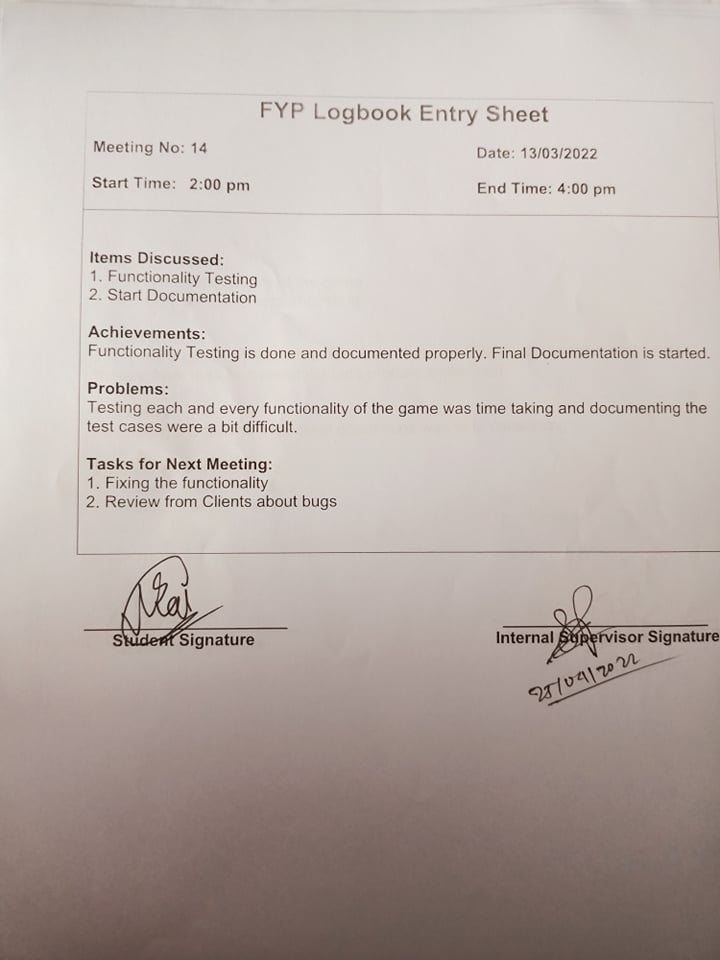 FYP Logbook Entry Sheet
Meeting No: 14
Date: 13/03/2022
Start Time: 2:00 pm
End Time: 4:00 pm
Items Discussed:
1. Functionality Testing
2. Start Documentation
Achievements:
Functionality Testing is done and documented properly. Final Documentation is started.
Problems:
Testing each and every functionality of the game was time taking and documenting the
test cases were a bit difficult.
Tasks for Next Meeting:
1. Fixing the functionality
2. Review from Clients about bugs
Student Signature
Internal Supervisor Signature
25/04/2022